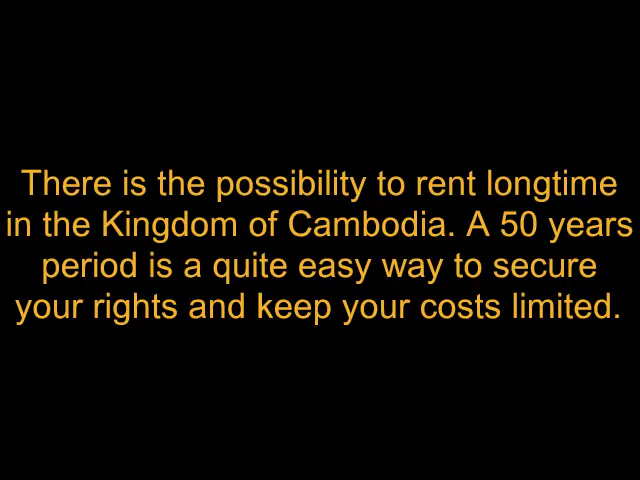 There is the possibility to rent longtime
in the Kingdom of Cambodia. A 50 years
period is a quite easy way to secure
your rights and keep your costs limited.